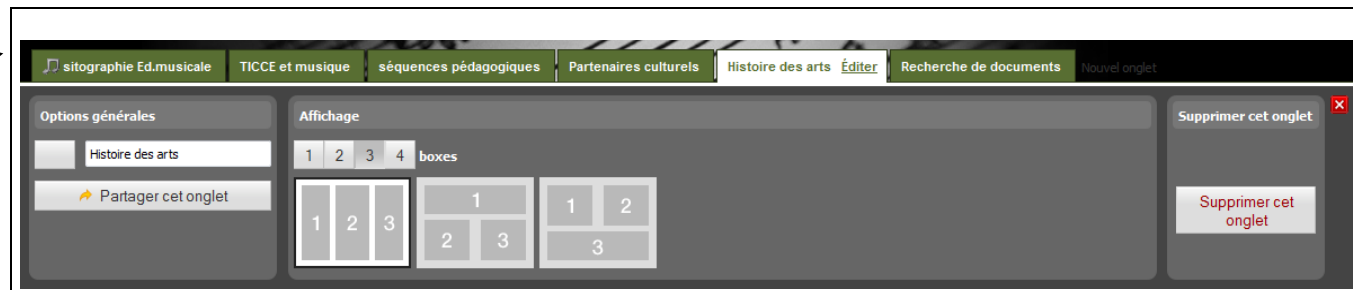 sitographie Ed.musicale TICCE et musique séquences pédagogiques Partenaires culturels Histoire des arts Éditer Recherche de documents Nouvel onglet
Options générales Affichage Supprimer cet onglet
Histoire des arts 1 2 3 4 boxes
Partager cet onglet
1 2 3 1 2 3 1 2 3
Supprimer cet
onglet